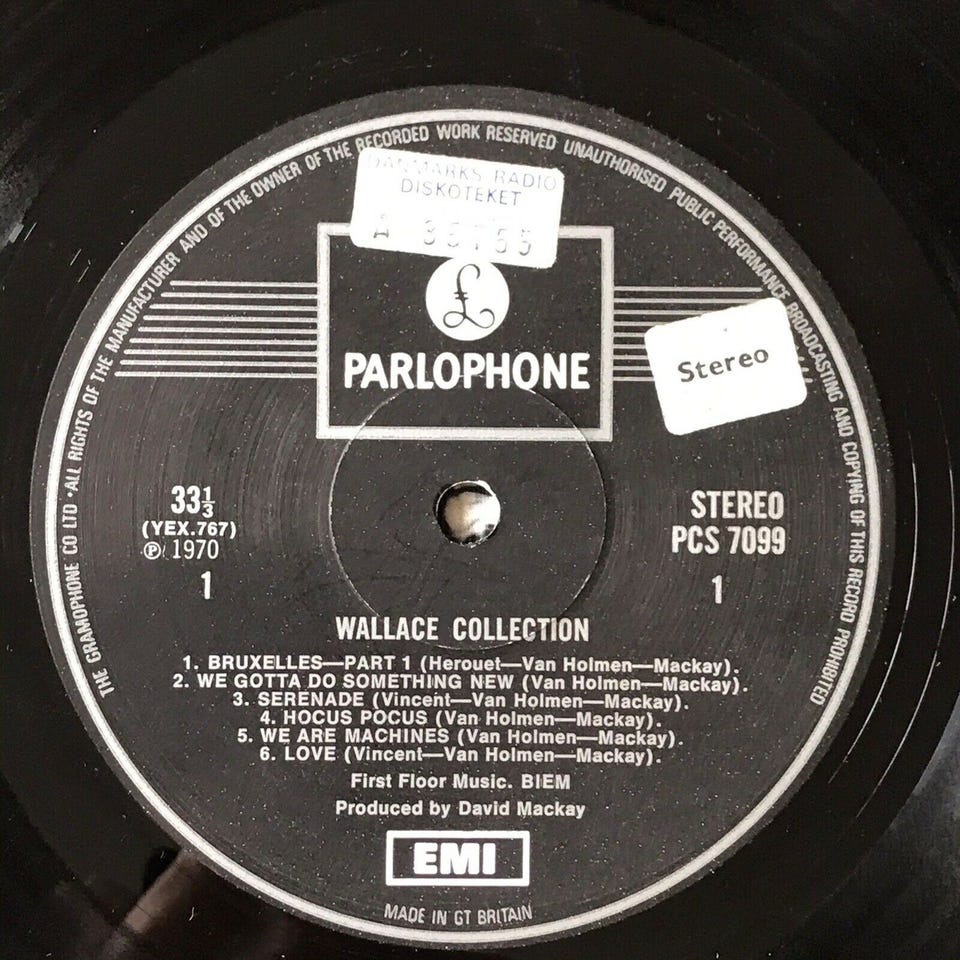 THE GRAMOPHONE CO LTD · ALL RIGHTS OF THE MANUFACTURER AND OF THE OWNER OF THE RECORDED WORK RESERVED UNAUTHORISED PUBLIC PERFORMANCE BROADCASTING AND COPYING OF THIS RECORD PROHIBITED
DANMARKS RADIO
DISKOTEKET
A 35753
£
PARLOPHONE
Stereo
33 1/3
(YEX.767)
℗ 1970
1
STEREO
PCS 7099
1
WALLACE COLLECTION
1. BRUXELLES—PART 1 (Herouet—Van Holmen—Mackay).
2. WE GOTTA DO SOMETHING NEW (Van Holmen—Mackay).
3. SERENADE (Vincent—Van Holmen—Mackay).
4. HOCUS POCUS (Van Holmen—Mackay).
5. WE ARE MACHINES (Van Holmen—Mackay).
6. LOVE (Vincent—Van Holmen—Mackay).
First Floor Music. BIEM
Produced by David Mackay
EMI
MADE IN GT BRITAIN